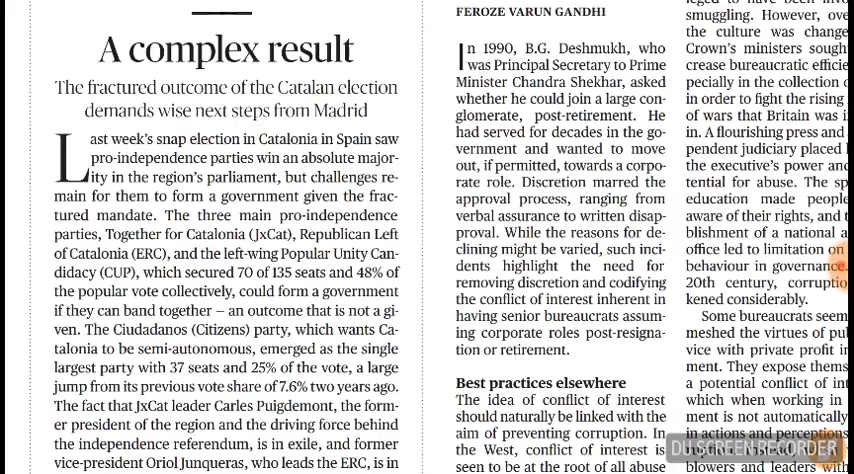 A complex result
The fractured outcome of the Catalan election
demands wise next steps from Madrid
Last week's snap election in Catalonia in Spain saw
pro-independence parties win an absolute major-
ity in the region's parliament, but challenges re-
main for them to form a government given the frac-
tured mandate. The three main pro-independence
parties, Together for Catalonia (JxCat), Republican Left
of Catalonia (ERC), and the left-wing Popular Unity Can-
didacy (CUP), which secured 70 of 135 seats and 48% of
the popular vote collectively, could form a government
if they can band together – an outcome that is not a gi-
ven. The Ciudadanos (Citizens) party, which wants Ca-
talonia to be semi-autonomous, emerged as the single
largest party with 37 seats and 25% of the vote, a large
jump from its previous vote share of 7.6% two years ago.
The fact that JxCat leader Carles Puigdemont, the form-
er president of the region and the driving force behind
the independence referendum, is in exile, and former
vice-president Oriol Junqueras, who leads the ERC, is in
FEROZE VARUN GANDHI
In 1990, B.G. Deshmukh, who
was Principal Secretary to Prime
Minister Chandra Shekhar, asked
whether he could join a large con-
glomerate, post-retirement. He
had served for decades in the go-
vernment and wanted to move
out, if permitted, towards a corpo-
rate role. Discretion marred the
approval process, ranging from
verbal assurance to written disap-
proval. While the reasons for de-
clining might be varied, such inci-
dents highlight the need for
removing discretion and codifying
the conflict of interest inherent in
having senior bureaucrats assum-
ing corporate roles post-resigna-
tion or retirement.
Best practices elsewhere
The idea of conflict of interest
should naturally be linked with the
aim of preventing corruption. In
the West, conflict of interest is
seen to be at the root of all abuse
to have been
smuggling. However, ove
the culture was change
Crown's ministers sought
crease bureaucratic efficie
pecially in the collection
in order to fight the rising
of wars that Britain was i
in. A flourishing press and
pendent judiciary placed
the executive's power and
tential for abuse. The sp
education made people
aware of their rights, and t
blishment of a national a
office led to limitation on
behaviour in governance.
20th century, corruptio
kened considerably.
Some bureaucrats seem
meshed the virtues of pu
vice with private profit in
ment. They expose thems
a potential conflict of int
which when working in
ment is not automatically
in actions and perceptions
blowers and leaders with
DU SCREEN RECORDER